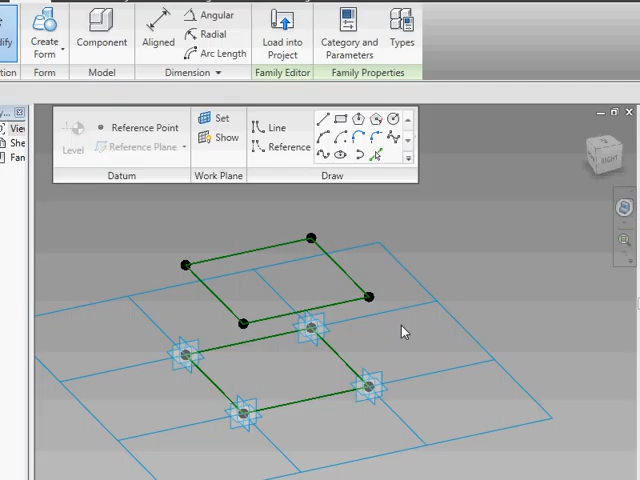 Angular
Radial
Arc Length
Create
Form
Component
Aligned
Load into
Project
Category and
Parameters
Types
Form
Model
Dimension
Family Editor
Family Properties
Reference Point
Level
Reference Plane
Set
Show
Line
Reference
Datum
Work Plane
Draw
RIGHT